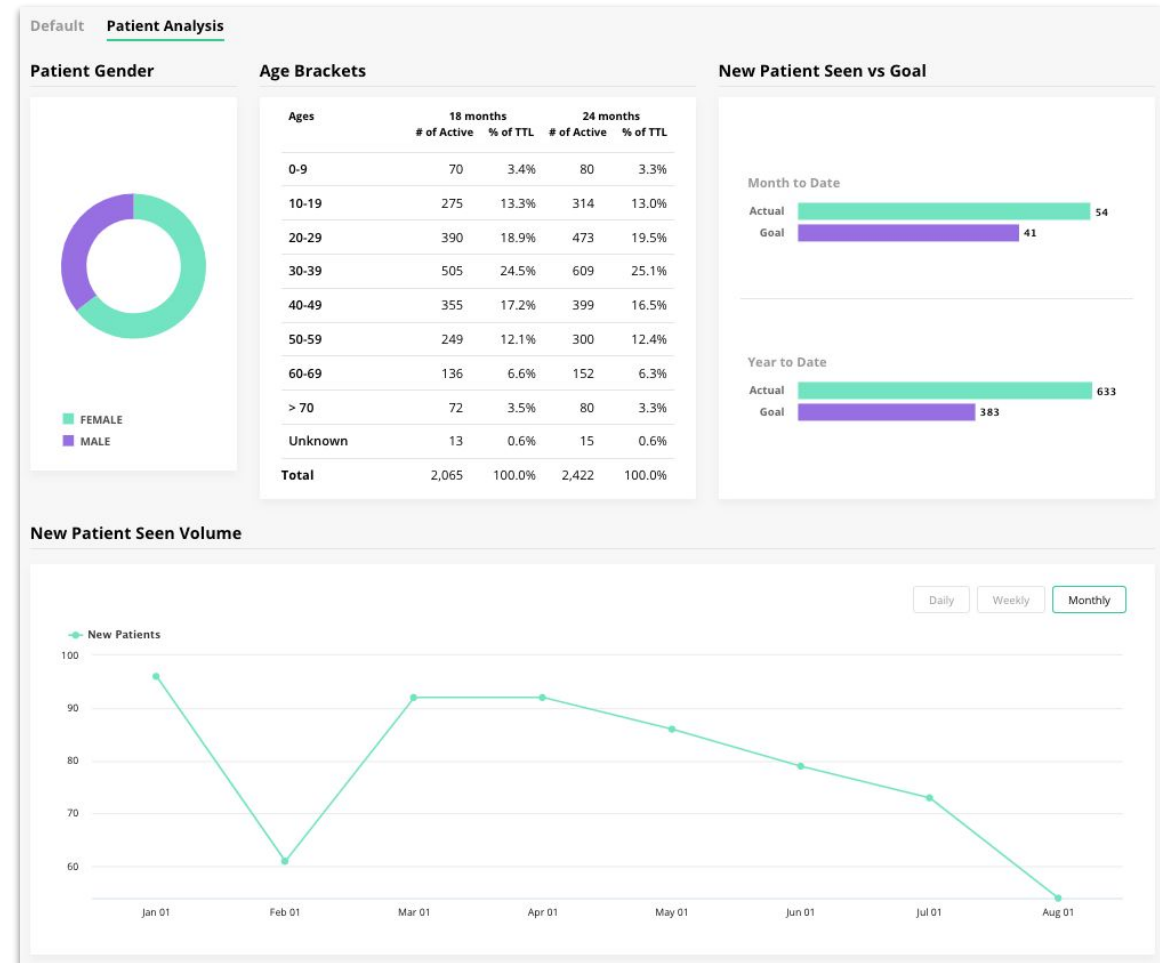 Default Patient Analysis
Patient Gender
FEMALE
MALE
Age Brackets
Ages 18 months 24 months
# of Active % of TTL # of Active % of TTL
0-9 70 3.4% 80 3.3%
10-19 275 13.3% 314 13.0%
20-29 390 18.9% 473 19.5%
30-39 505 24.5% 609 25.1%
40-49 355 17.2% 399 16.5%
50-59 249 12.1% 300 12.4%
60-69 136 6.6% 152 6.3%
> 70 72 3.5% 80 3.3%
Unknown 13 0.6% 15 0.6%
Total 2,065 100.0% 2,422 100.0%
New Patient Seen vs Goal
Month to Date
Actual 54
Goal 41
Year to Date
Actual 633
Goal 383
New Patient Seen Volume
Daily Weekly Monthly
New Patients
100
90
80
70
60
Jan 01 Feb 01 Mar 01 Apr 01 May 01 Jun 01 Jul 01 Aug 01